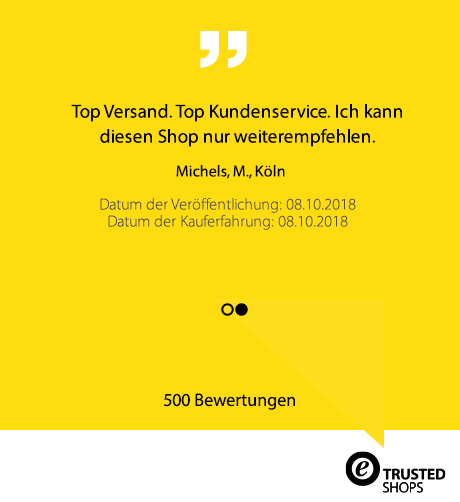 ”
Top Versand. Top Kundenservice. Ich kann
diesen Shop nur weiterempfehlen.
Michels, M., Köln
Datum der Veröffentlichung: 08.10.2018
Datum der Kauferfahrung: 08.10.2018
500 Bewertungen
e TRUSTED
SHOPS